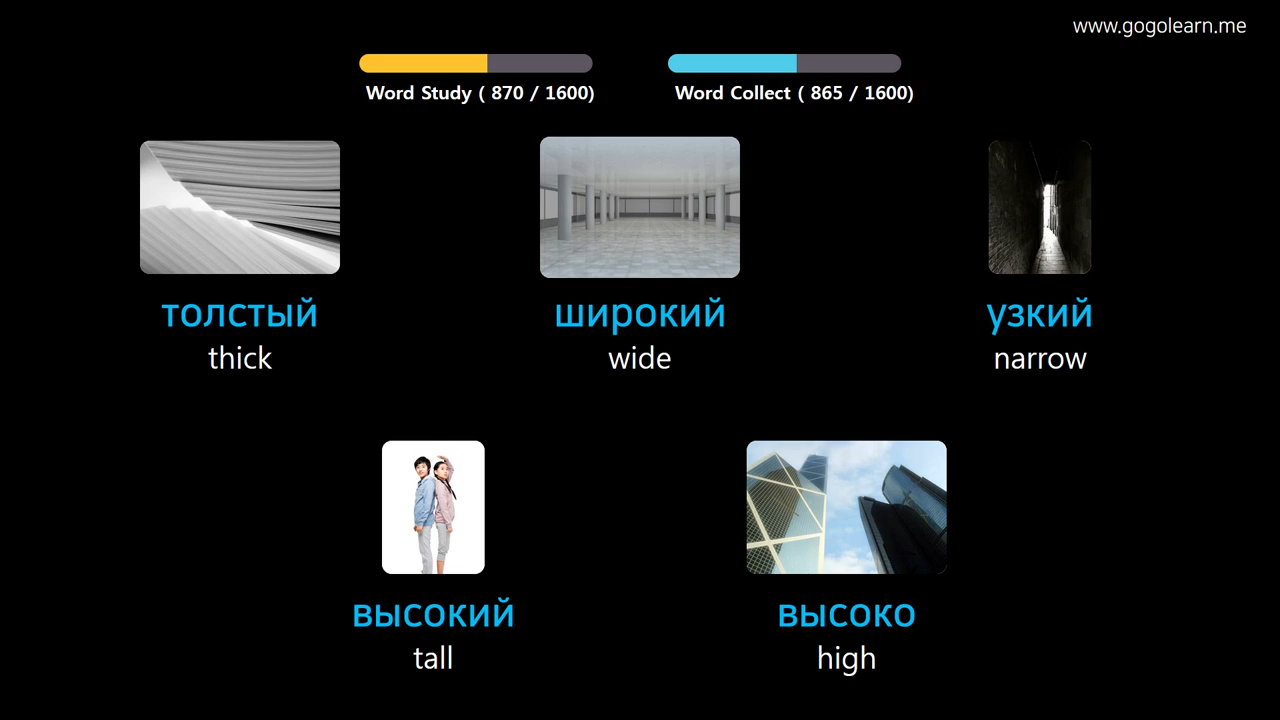 www.gogolearn.me
Word Study ( 870 / 1600)
Word Collect ( 865 / 1600)
толстый
thick
широкий
wide
узкий
narrow
высокий
tall
высоко
high